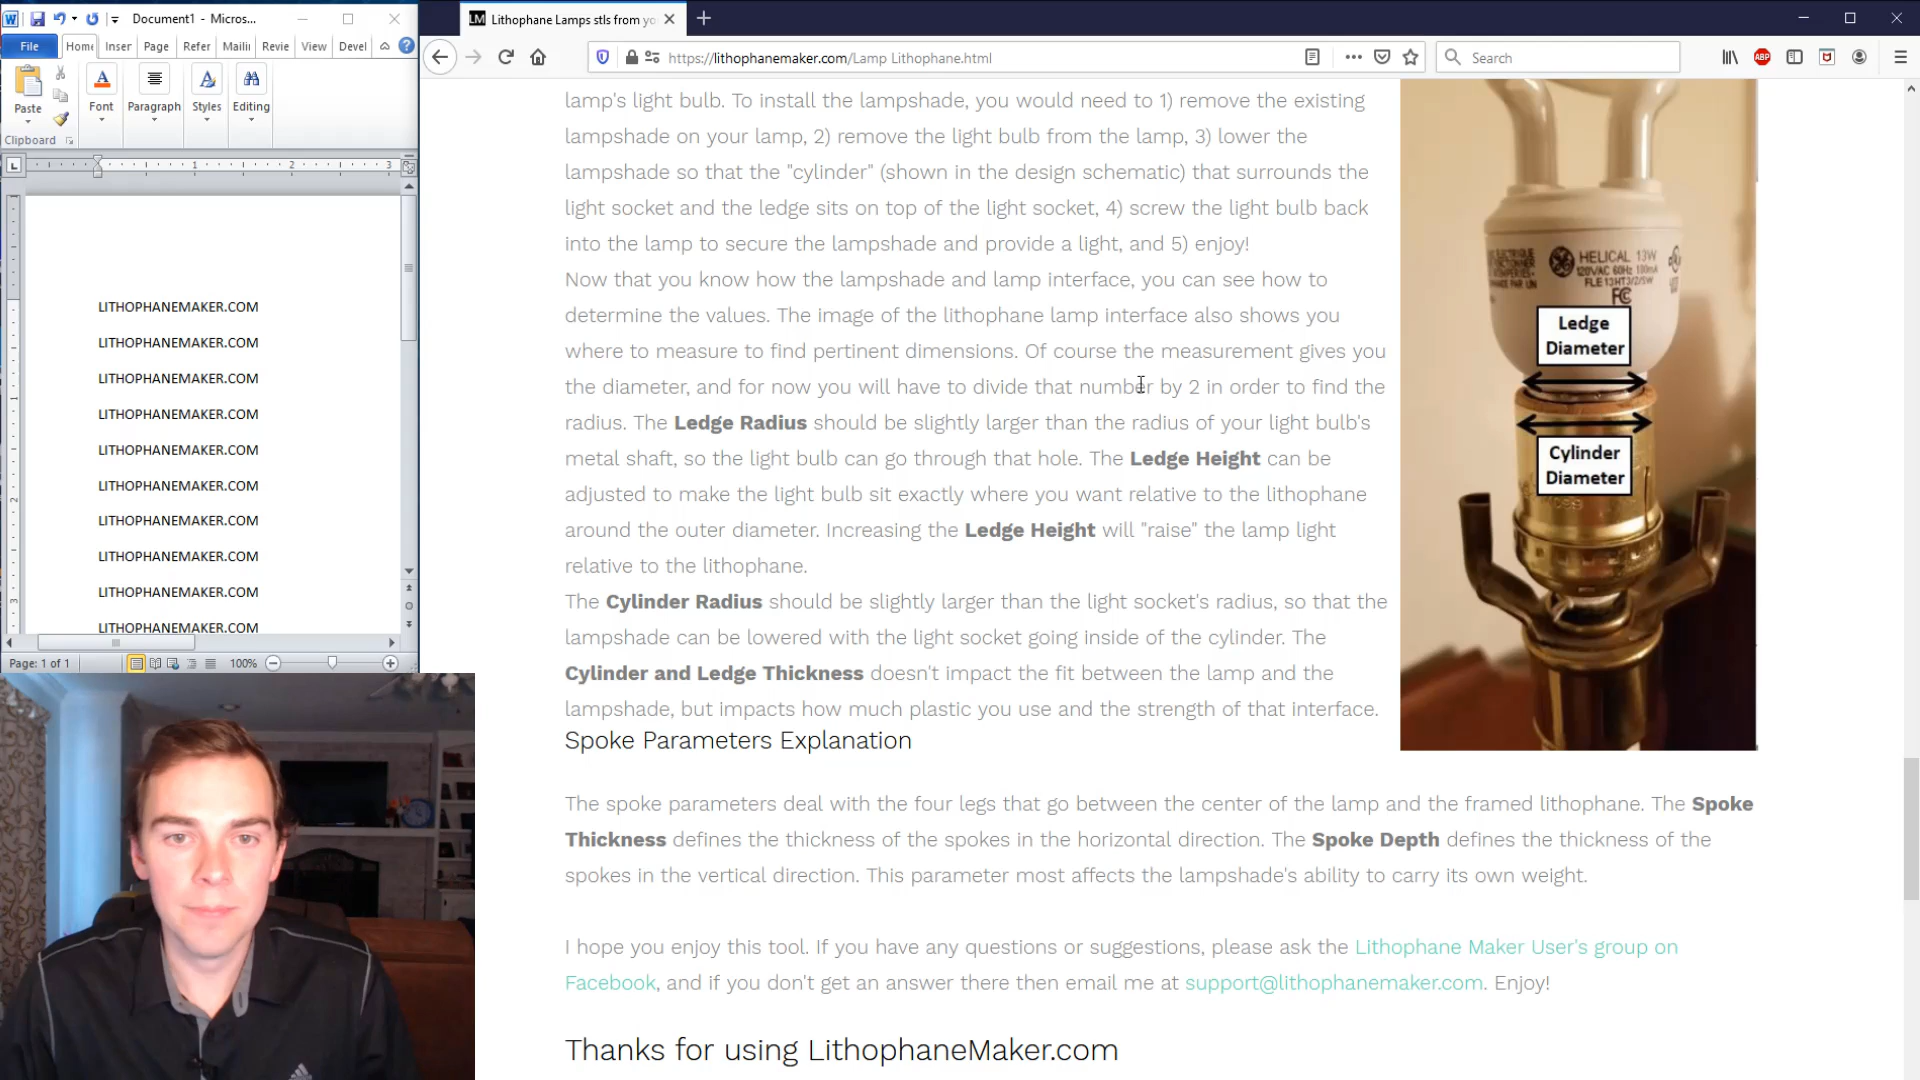 Document1 - Micros...
File Home Inser Page Refer Mailin Revie View Devel
Paste
Font
Paragraph
Styles
Editing
Clipboard
1 2 3
LITHOPHANEMAKER.COM
LITHOPHANEMAKER.COM
LITHOPHANEMAKER.COM
LITHOPHANEMAKER.COM
LITHOPHANEMAKER.COM
LITHOPHANEMAKER.COM
LITHOPHANEMAKER.COM
LITHOPHANEMAKER.COM
LITHOPHANEMAKER.COM
LITHOPHANEMAKER.COM
Page: 1 of 1 100%
LM Lithophane Lamps stls from yo
https://lithophanemaker.com/Lamp Lithophane.html
Search
ABP
lamp's light bulb. To install the lampshade, you would need to 1) remove the existing
lampshade on your lamp, 2) remove the light bulb from the lamp, 3) lower the
lampshade so that the "cylinder" (shown in the design schematic) that surrounds the
light socket and the ledge sits on top of the light socket, 4) screw the light bulb back
into the lamp to secure the lampshade and provide a light, and 5) enjoy!
Now that you know how the lampshade and lamp interface, you can see how to
determine the values. The image of the lithophane lamp interface also shows you
where to measure to find pertinent dimensions. Of course the measurement gives you
the diameter, and for now you will have to divide that number by 2 in order to find the
radius. The Ledge Radius should be slightly larger than the radius of your light bulb's
metal shaft, so the light bulb can go through that hole. The Ledge Height can be
adjusted to make the light bulb sit exactly where you want relative to the lithophane
around the outer diameter. Increasing the Ledge Height will "raise" the lamp light
relative to the lithophane.
The Cylinder Radius should be slightly larger than the light socket's radius, so that the
lampshade can be lowered with the light socket going inside of the cylinder. The
Cylinder and Ledge Thickness doesn't impact the fit between the lamp and the
lampshade, but impacts how much plastic you use and the strength of that interface.
HELICAL 13W
120VAC 60Hz
FC
Ledge
Diameter
Cylinder
Diameter
Spoke Parameters Explanation
The spoke parameters deal with the four legs that go between the center of the lamp and the framed lithophane. The Spoke
Thickness defines the thickness of the spokes in the horizontal direction. The Spoke Depth defines the thickness of the
spokes in the vertical direction. This parameter most affects the lampshade's ability to carry its own weight.
I hope you enjoy this tool. If you have any questions or suggestions, please ask the Lithophane Maker User's group on
Facebook, and if you don't get an answer there then email me at support@lithophanemaker.com. Enjoy!
Thanks for using LithophaneMaker.com